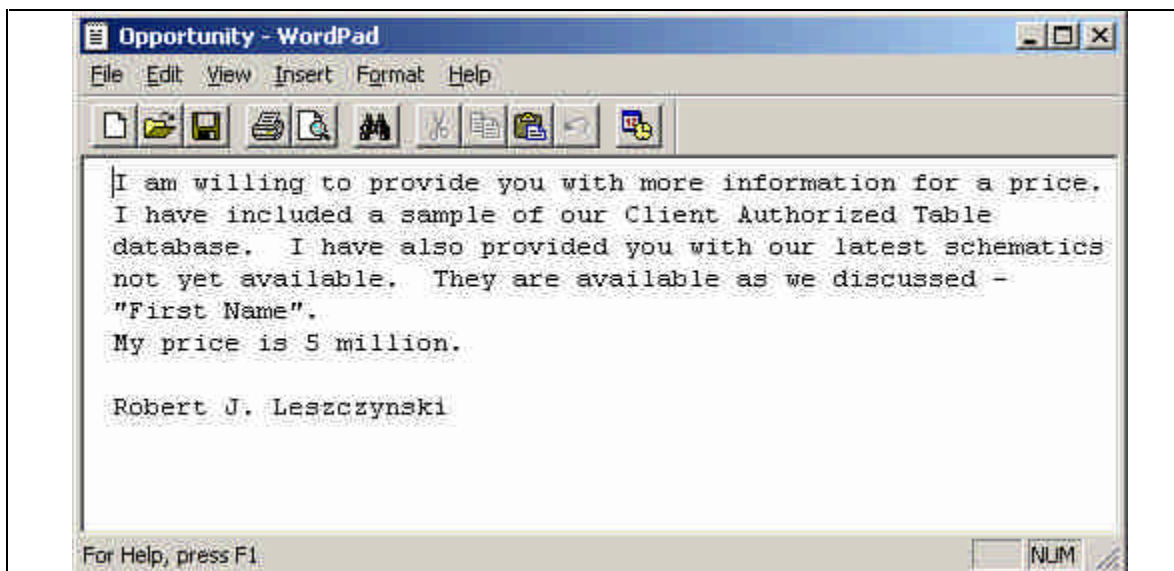 Opportunity - WordPad
File Edit View Insert Format Help
I am willing to provide you with more information for a price.
I have included a sample of our Client Authorized Table
database.  I have also provided you with our latest schematics
not yet available.  They are available as we discussed -
"First Name".
My price is 5 million.
Robert J. Leszczynski
For Help, press F1 NUM